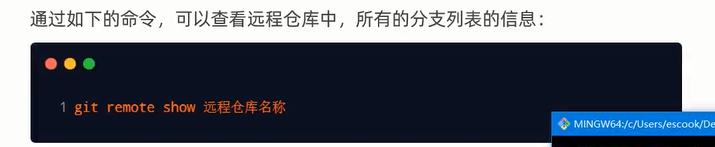 通过如下的命令，可以查看远程仓库中，所有的分支列表的信息：
1 git remote show 远程仓库名称
MINGW64:/c/Users/escook/De